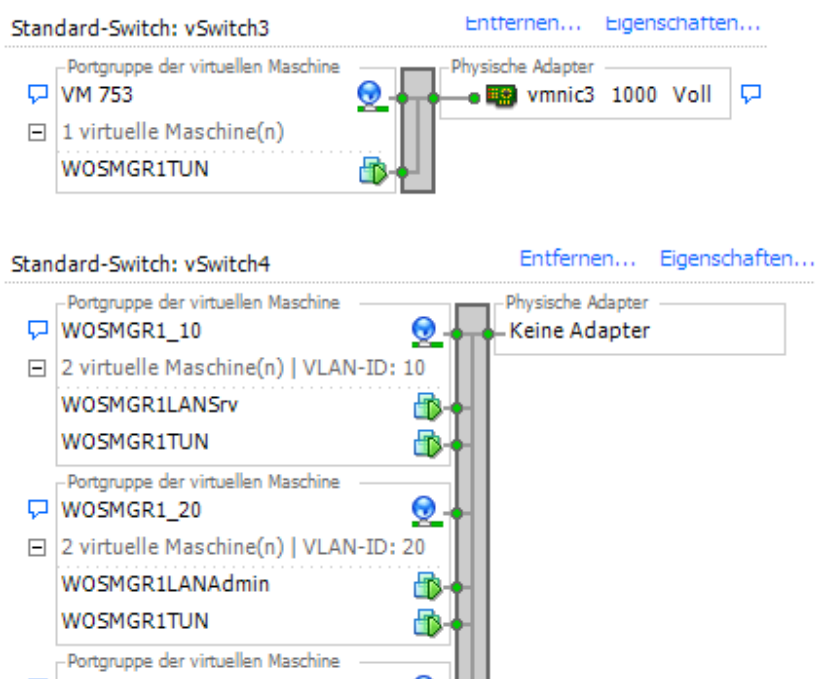 Standard-Switch: vSwitch3 Entfernen... Eigenschaften...
Portgruppe der virtuellen Maschine Physische Adapter
VM 753 vmnic3 1000 Voll
1 virtuelle Maschine(n)
WOSMGR1TUN
Standard-Switch: vSwitch4 Entfernen... Eigenschaften...
Portgruppe der virtuellen Maschine Physische Adapter
WOSMGR1_10 Keine Adapter
2 virtuelle Maschine(n) | VLAN-ID: 10
WOSMGR1LANSrv
WOSMGR1TUN
Portgruppe der virtuellen Maschine
WOSMGR1_20
2 virtuelle Maschine(n) | VLAN-ID: 20
WOSMGR1LANAdmin
WOSMGR1TUN
Portgruppe der virtuellen Maschine